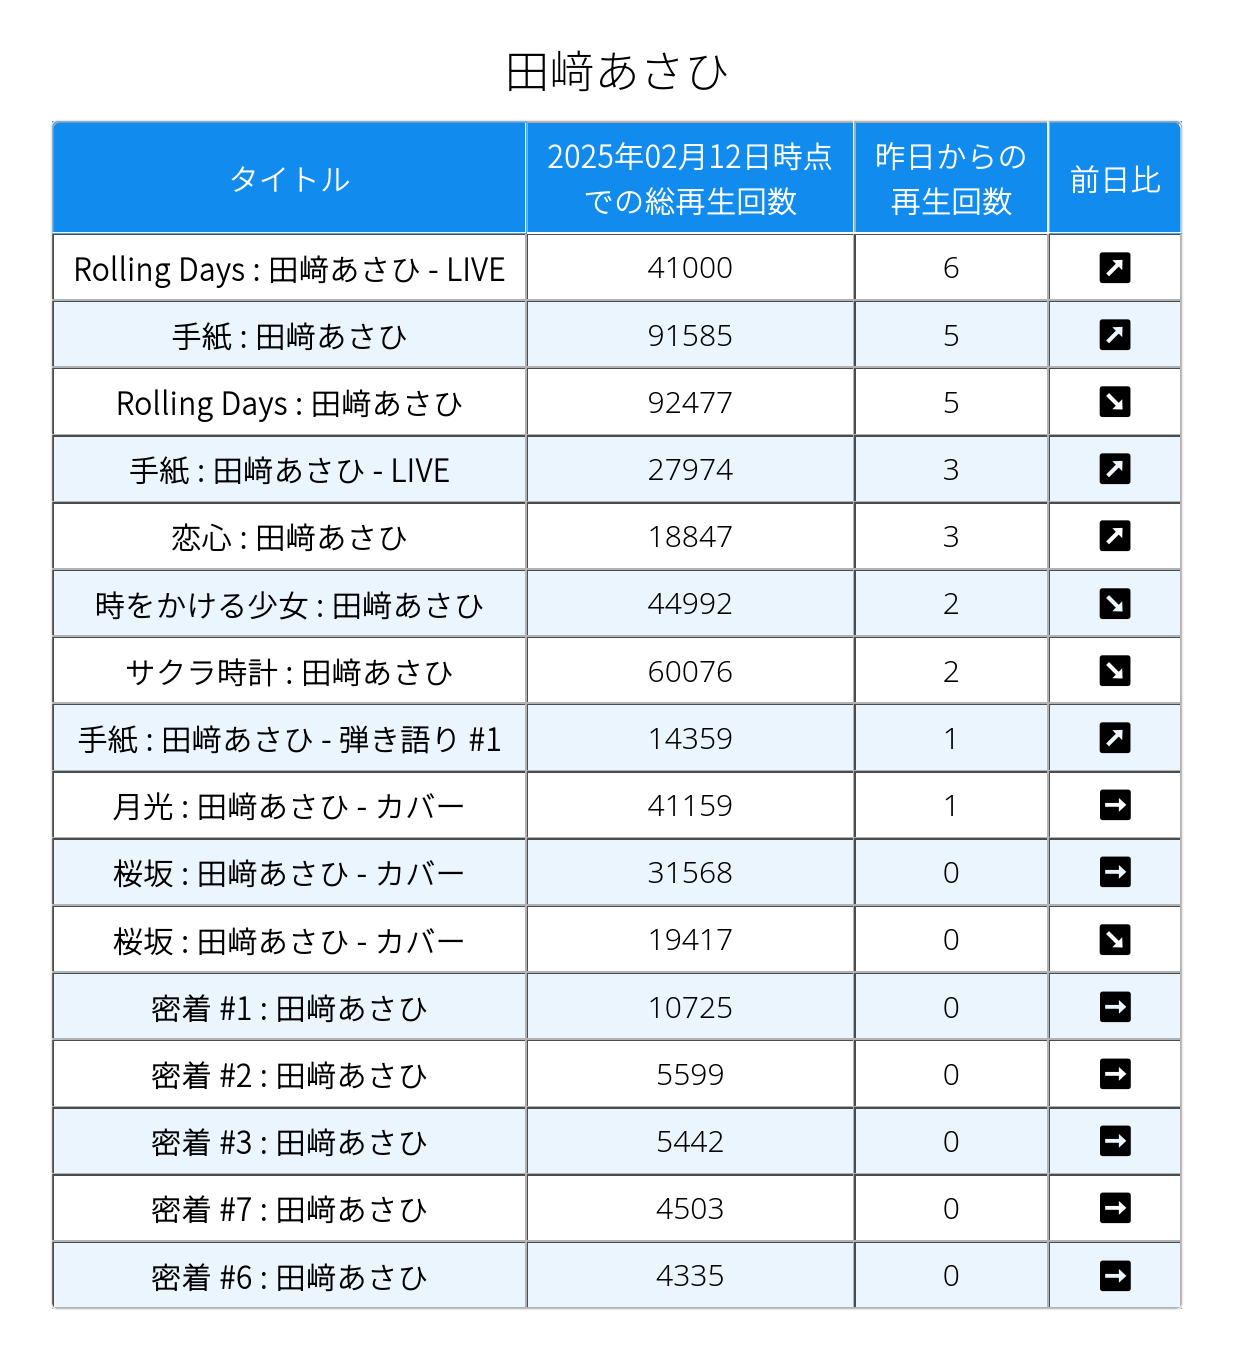 田﨑あさひ
タイトル 2025年02月12日時点での総再生回数 昨日からの再生回数 前日比
Rolling Days : 田﨑あさひ - LIVE 41000 6 ↗
手紙 : 田﨑あさひ 91585 5 ↗
Rolling Days : 田﨑あさひ 92477 5 ↘
手紙 : 田﨑あさひ - LIVE 27974 3 ↗
恋心 : 田﨑あさひ 18847 3 ↗
時をかける少女 : 田﨑あさひ 44992 2 ↘
サクラ時計 : 田﨑あさひ 60076 2 ↘
手紙 : 田﨑あさひ - 弾き語り #1 14359 1 ↗
月光 : 田﨑あさひ - カバー 41159 1 →
桜坂 : 田﨑あさひ - カバー 31568 0 →
桜坂 : 田﨑あさひ - カバー 19417 0 ↘
密着 #1 : 田﨑あさひ 10725 0 →
密着 #2 : 田﨑あさひ 5599 0 →
密着 #3 : 田﨑あさひ 5442 0 →
密着 #7 : 田﨑あさひ 4503 0 →
密着 #6 : 田﨑あさひ 4335 0 →